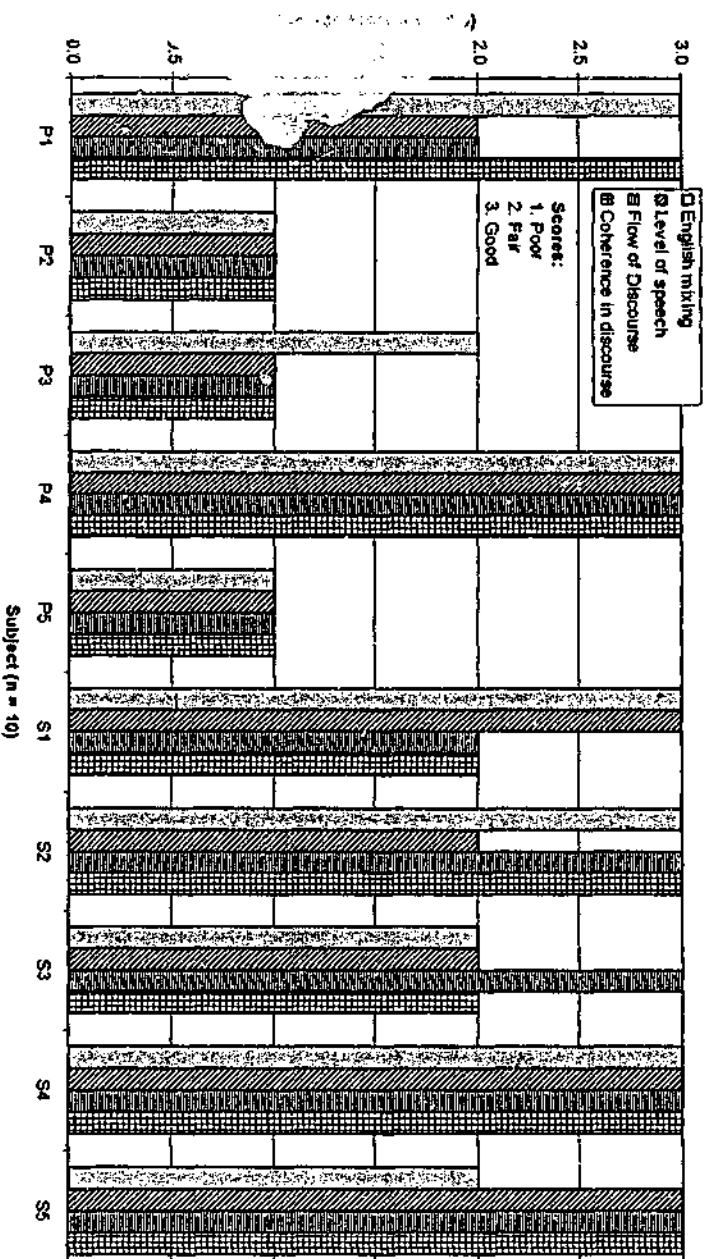 3.0
2.5
2.0
.5
0.0
English mixing
Level of speech
Flow of Discourse
Coherence in discourse
Scores:
1. Poor
2. Fair
3. Good
P1
P2
P3
P4
P5
S1
S2
S3
S4
S5
Subject (n = 10)